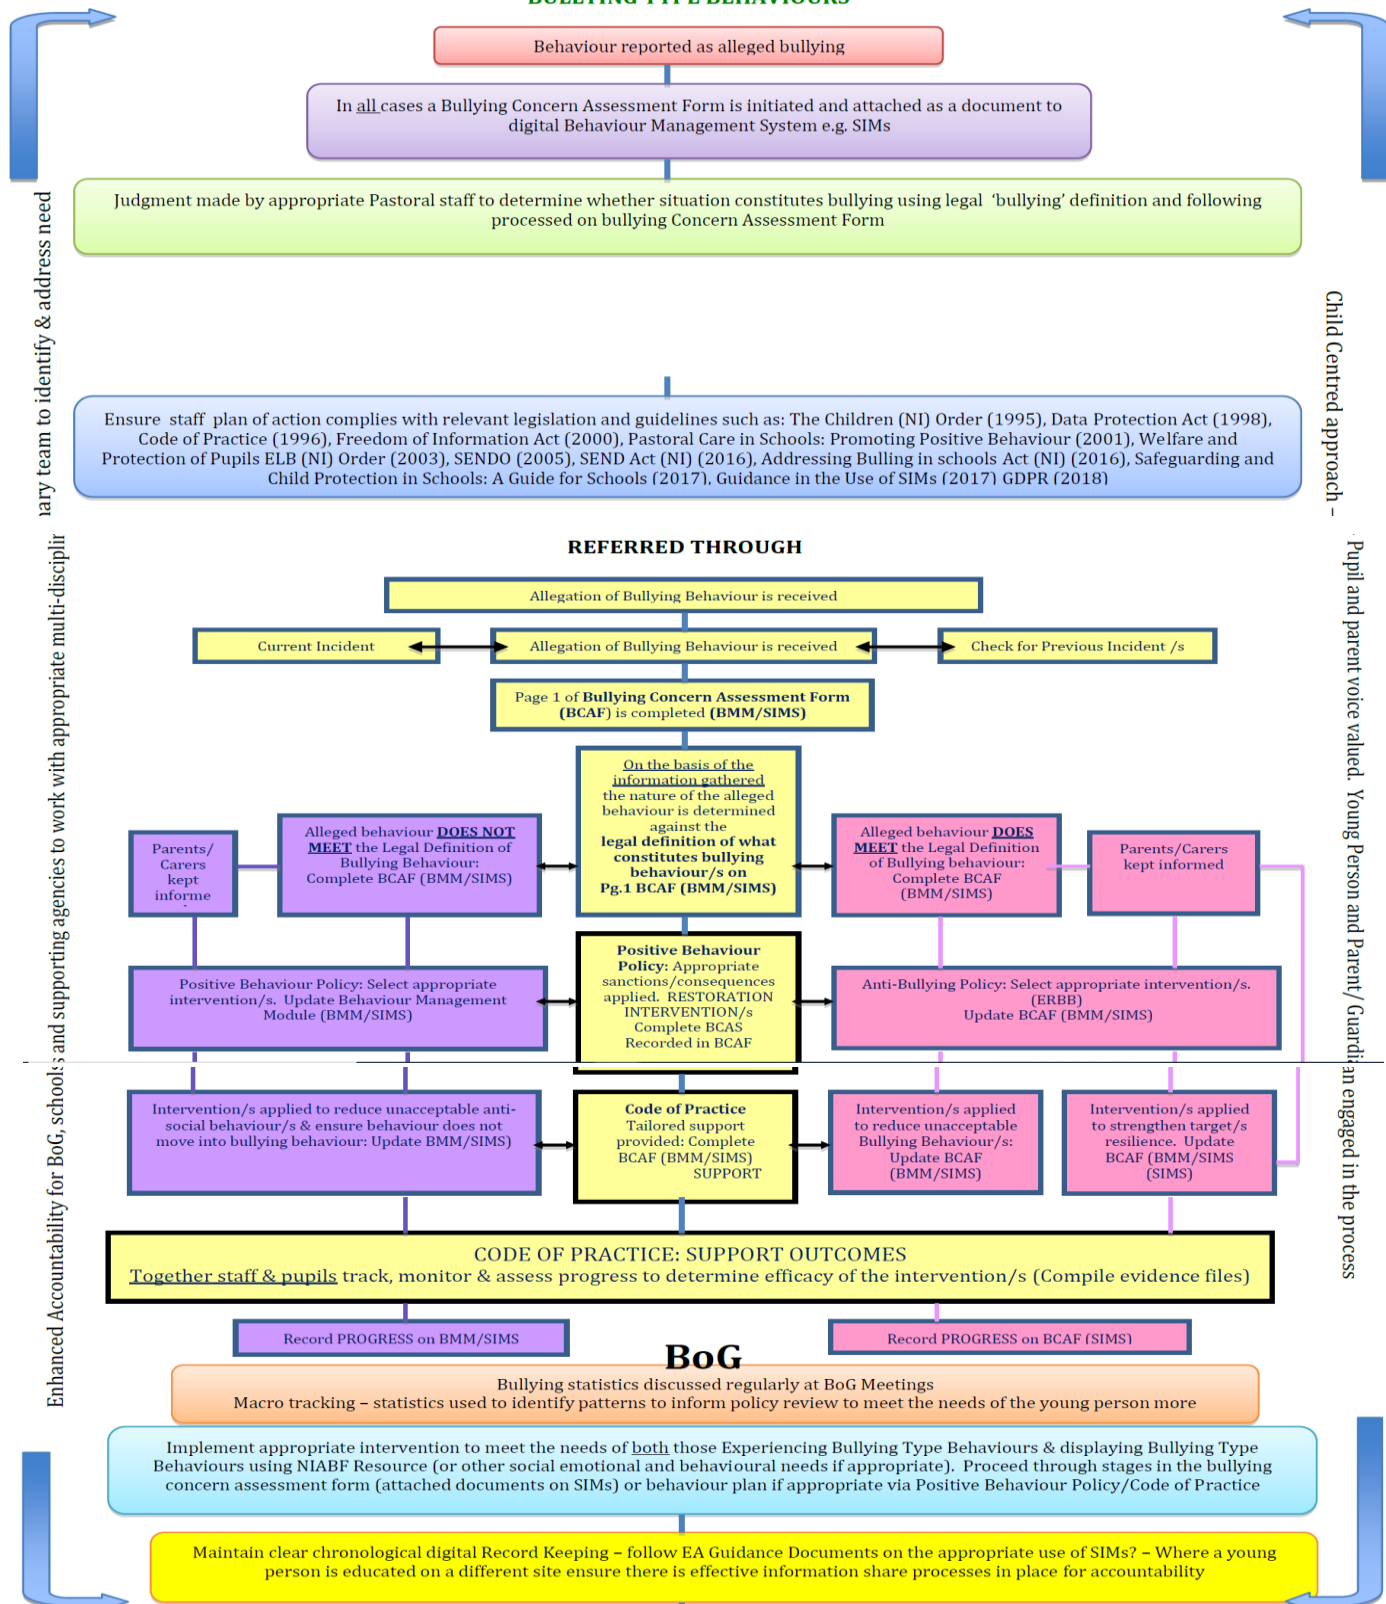 BULLYING TYPE BEHAVIOURS
Behaviour reported as alleged bullying
In all cases a Bullying Concern Assessment Form is initiated and attached as a document to
digital Behaviour Management System e.g. SIMs
Judgment made by appropriate Pastoral staff to determine whether situation constitutes bullying using legal ‘bullying’ definition and following
processed on bullying Concern Assessment Form
Ensure staff plan of action complies with relevant legislation and guidelines such as: The Children (NI) Order (1995), Data Protection Act (1998),
Code of Practice (1996), Freedom of Information Act (2000), Pastoral Care in Schools: Promoting Positive Behaviour (2001), Welfare and
Protection of Pupils ELB (NI) Order (2003), SENDO (2005), SEND Act (NI) (2016), Addressing Bulling in schools Act (NI) (2016), Safeguarding and
Child Protection in Schools: A Guide for Schools (2017), Guidance in the Use of SIMs (2017) GDPR (2018)
REFERRED THROUGH
Allegation of Bullying Behaviour is received
Current Incident
Allegation of Bullying Behaviour is received
Check for Previous Incident /s
Page 1 of Bullying Concern Assessment Form
(BCAF) is completed (BMM/SIMS)
On the basis of the
information gathered
the nature of the alleged
behaviour is determined
against the
legal definition of what
constitutes bullying
behaviour/s on
Pg.1 BCAF (BMM/SIMS)
Parents/
Carers
kept
informe
Alleged behaviour DOES NOT
MEET the Legal Definition of
Bullying Behaviour:
Complete BCAF (BMM/SIMS)
Alleged behaviour DOES
MEET the Legal Definition
of Bullying behaviour:
Complete BCAF
(BMM/SIMS)
Parents/Carers
kept informed
Positive Behaviour Policy: Select appropriate
intervention/s. Update Behaviour Management
Module (BMM/SIMS)
Positive Behaviour
Policy: Appropriate
sanctions/consequences
applied. RESTORATION
INTERVENTION/s
Complete BCAS
Recorded in BCAF
Anti-Bullying Policy: Select appropriate intervention/s.
(ERBB)
Update BCAF (BMM/SIMS)
Intervention/s applied to reduce unacceptable anti-
social behaviour/s & ensure behaviour does not
move into bullying behaviour: Update BMM/SIMS)
Code of Practice
Tailored support
provided: Complete
BCAF (BMM/SIMS)
SUPPORT
Intervention/s applied
to reduce unacceptable
Bullying Behaviour/s:
Update BCAF
(BMM/SIMS)
Intervention/s applied
to strengthen target/s
resilience. Update
BCAF (BMM/SIMS
(SIMS)
CODE OF PRACTICE: SUPPORT OUTCOMES
Together staff & pupils track, monitor & assess progress to determine efficacy of the intervention/s (Compile evidence files)
Record PROGRESS on BMM/SIMS
Record PROGRESS on BCAF (SIMS)
BoG
Bullying statistics discussed regularly at BoG Meetings
Macro tracking – statistics used to identify patterns to inform policy review to meet the needs of the young person more
Implement appropriate intervention to meet the needs of both those Experiencing Bullying Type Behaviours & displaying Bullying Type
Behaviours using NIABF Resource (or other social emotional and behavioural needs if appropriate). Proceed through stages in the bullying
concern assessment form (attached documents on SIMs) or behaviour plan if appropriate via Positive Behaviour Policy/Code of Practice
Maintain clear chronological digital Record Keeping – follow EA Guidance Documents on the appropriate use of SIMs? – Where a young
person is educated on a different site ensure there is effective information share processes in place for accountability
Enhanced Accountability for BoG, schools and supporting agencies to work with appropriate multi-disciplinary team to identify & address need
Child Centred approach –
Pupil and parent voice valued. Young Person and Parent/ Guardian engaged in the process